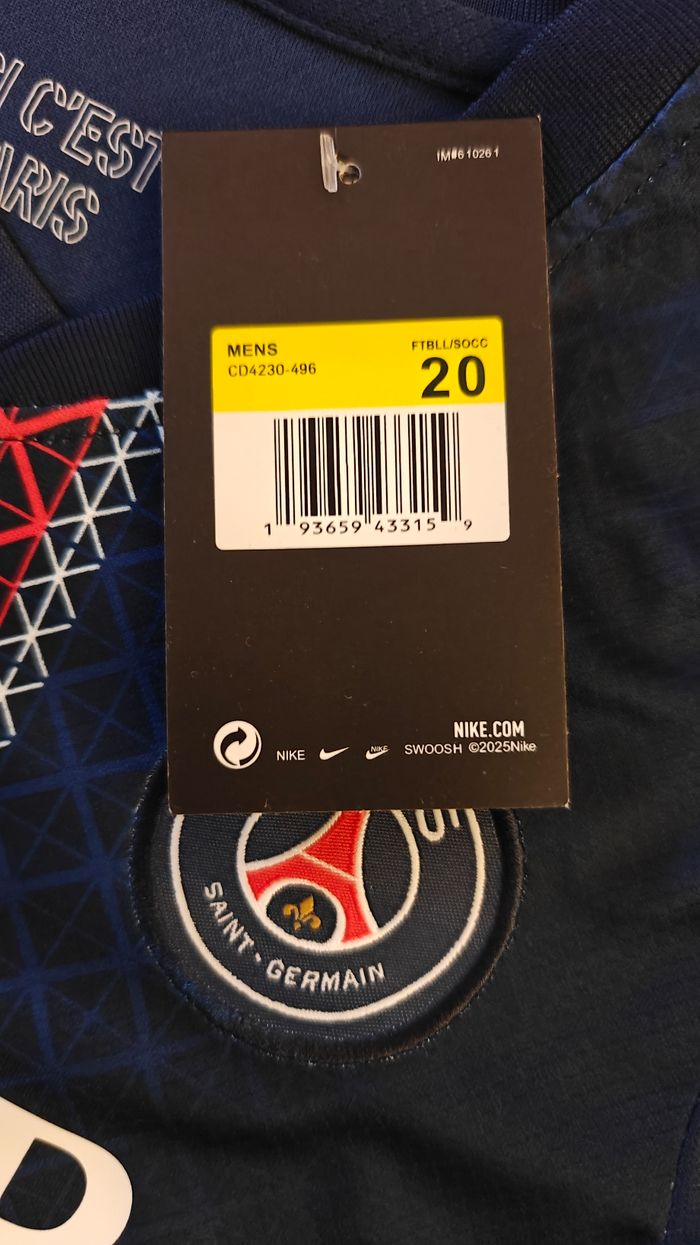 C'EST
IM#610261
MENS
CD4230-496
FTBLL/SOCC
20
1 93659 43315 9
NIKE.COM
NIKE NIKE SWOOSH ©2025Nike
SAINT-GERMAIN